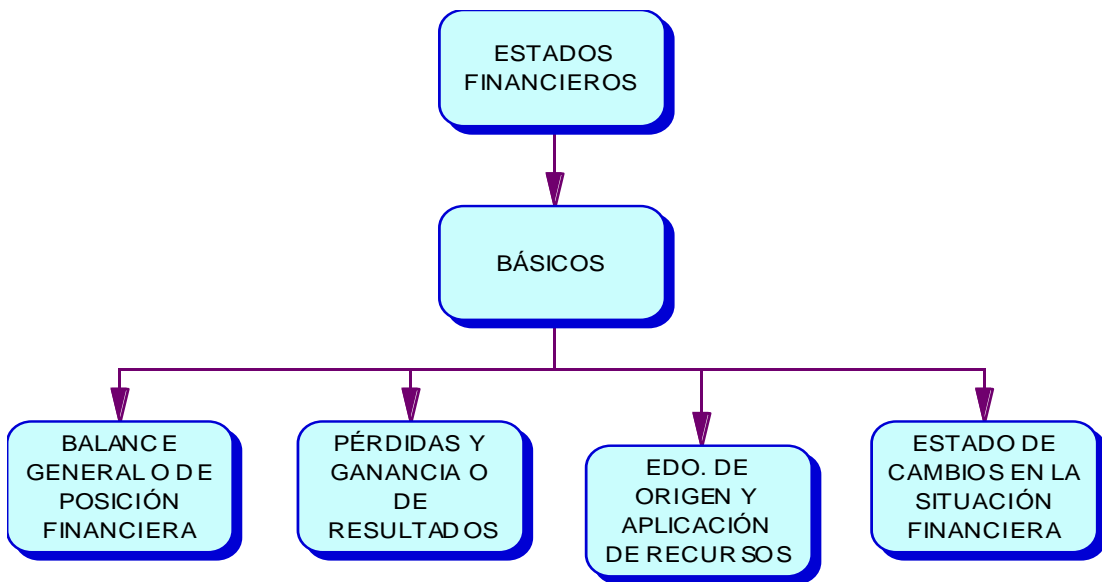 ESTADOS
FINANCIEROS
BÁSICOS
BALANCE
GENERAL O DE
POSICIÓN
FINANCIERA
PÉRDIDAS Y
GANANCIA O
DE
RESULTADOS
EDO. DE
ORIGEN Y
APLICACIÓN
DE RECURSOS
ESTADO DE
CAMBIOS EN LA
SITUACIÓN
FINANCIERA